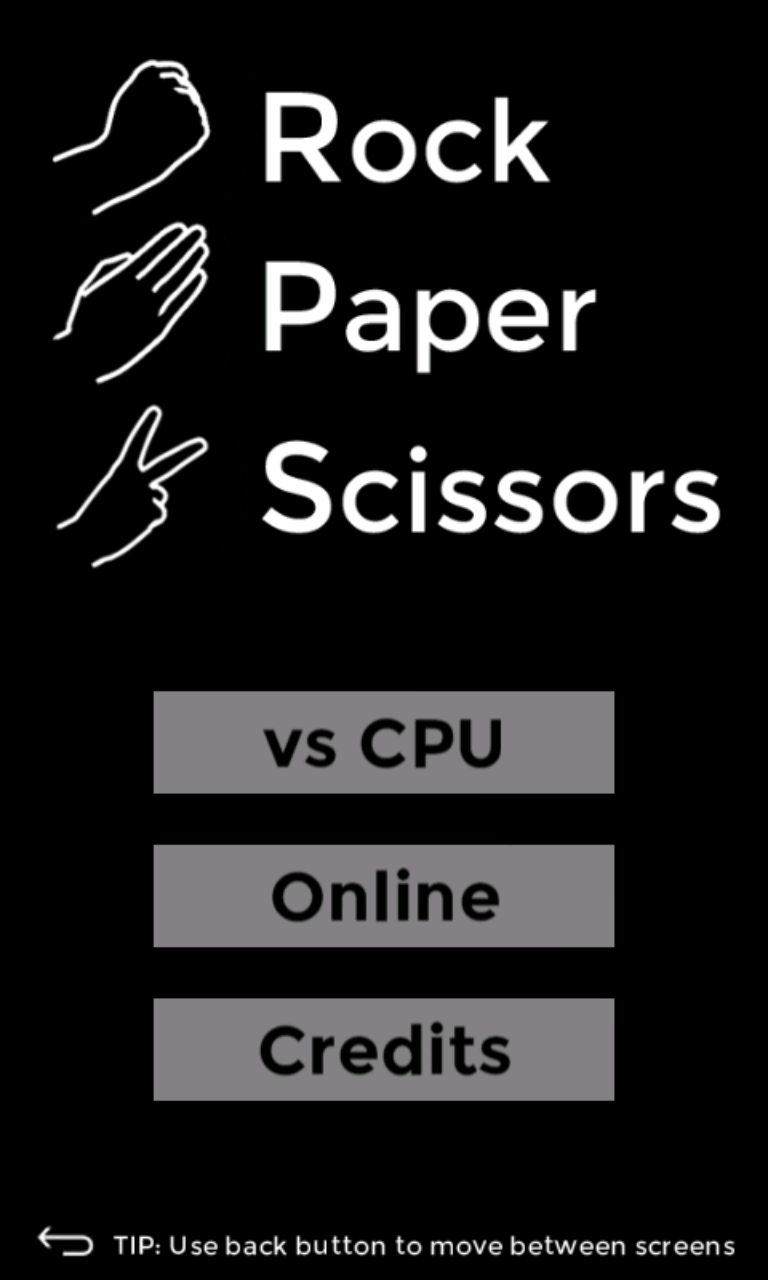 Rock
Paper
Scissors
vs CPU
Online
Credits
TIP: Use back button to move between screens